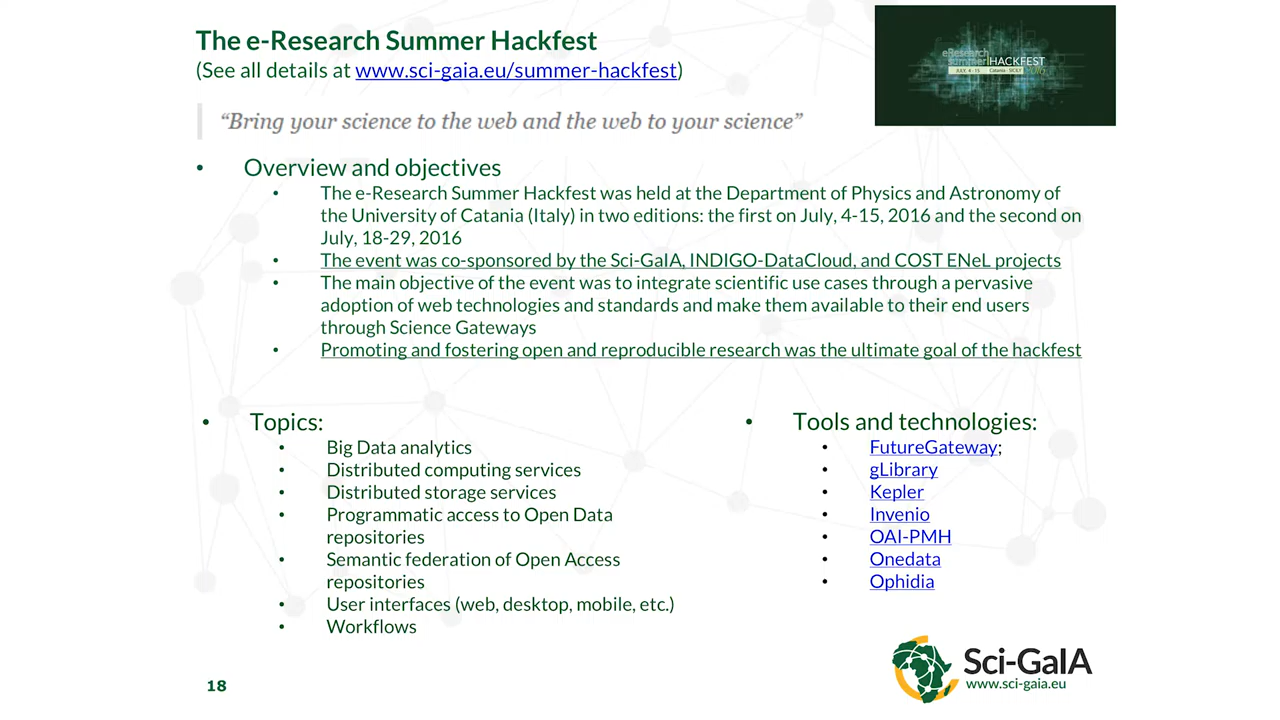 The e-Research Summer Hackfest
(See all details at www.sci-gaia.eu/summer-hackfest)
eResearch
summer HACKFEST
JULY, 4 - 15 Catania - SICILY 2016
“Bring your science to the web and the web to your science”
• Overview and objectives
• The e-Research Summer Hackfest was held at the Department of Physics and Astronomy of
the University of Catania (Italy) in two editions: the first on July, 4-15, 2016 and the second on
July, 18-29, 2016
• The event was co-sponsored by the Sci-GaIA, INDIGO-DataCloud, and COST ENeL projects
• The main objective of the event was to integrate scientific use cases through a pervasive
adoption of web technologies and standards and make them available to their end users
through Science Gateways
• Promoting and fostering open and reproducible research was the ultimate goal of the hackfest
• Topics:
• Big Data analytics
• Distributed computing services
• Distributed storage services
• Programmatic access to Open Data
repositories
• Semantic federation of Open Access
repositories
• User interfaces (web, desktop, mobile, etc.)
• Workflows
• Tools and technologies:
• FutureGateway;
• gLibrary
• Kepler
• Invenio
• OAI-PMH
• Onedata
• Ophidia
18
Sci-GaIA
www.sci-gaia.eu